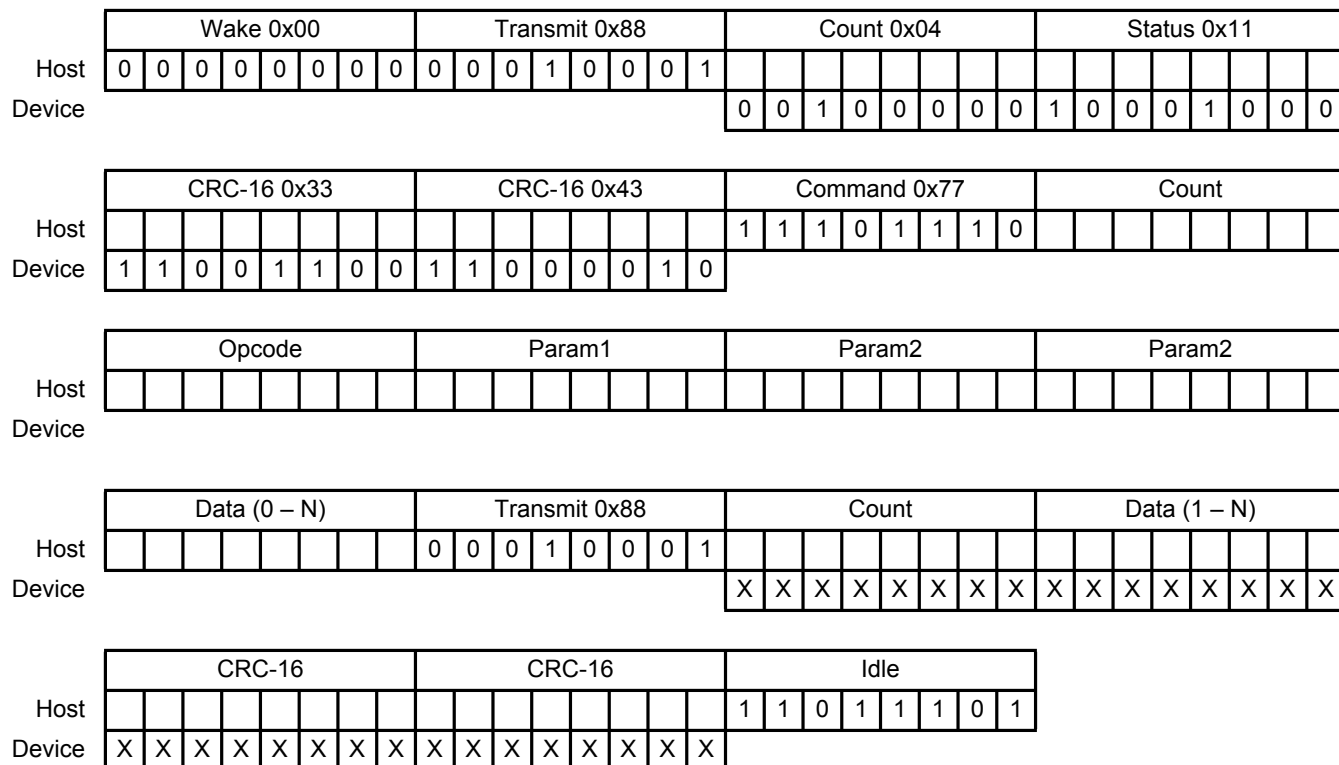 Wake 0x00 Transmit 0x88 Count 0x04 Status 0x11
Host 0 0 0 0 0 0 0 0 0 0 0 1 0 0 0 1
Device 0 0 1 0 0 0 0 0 1 0 0 0 1 0 0 0
CRC-16 0x33 CRC-16 0x43 Command 0x77 Count
Host 1 1 1 0 1 1 1 0
Device 1 1 0 0 1 1 0 0 1 1 0 0 0 0 1 0
Opcode Param1 Param2 Param2
Host
Device
Data (0 – N) Transmit 0x88 Count Data (1 – N)
Host 0 0 0 1 0 0 0 1
Device X X X X X X X X X X X X X X X X
CRC-16 CRC-16 Idle
Host 1 1 0 1 1 1 0 1
Device X X X X X X X X X X X X X X X X